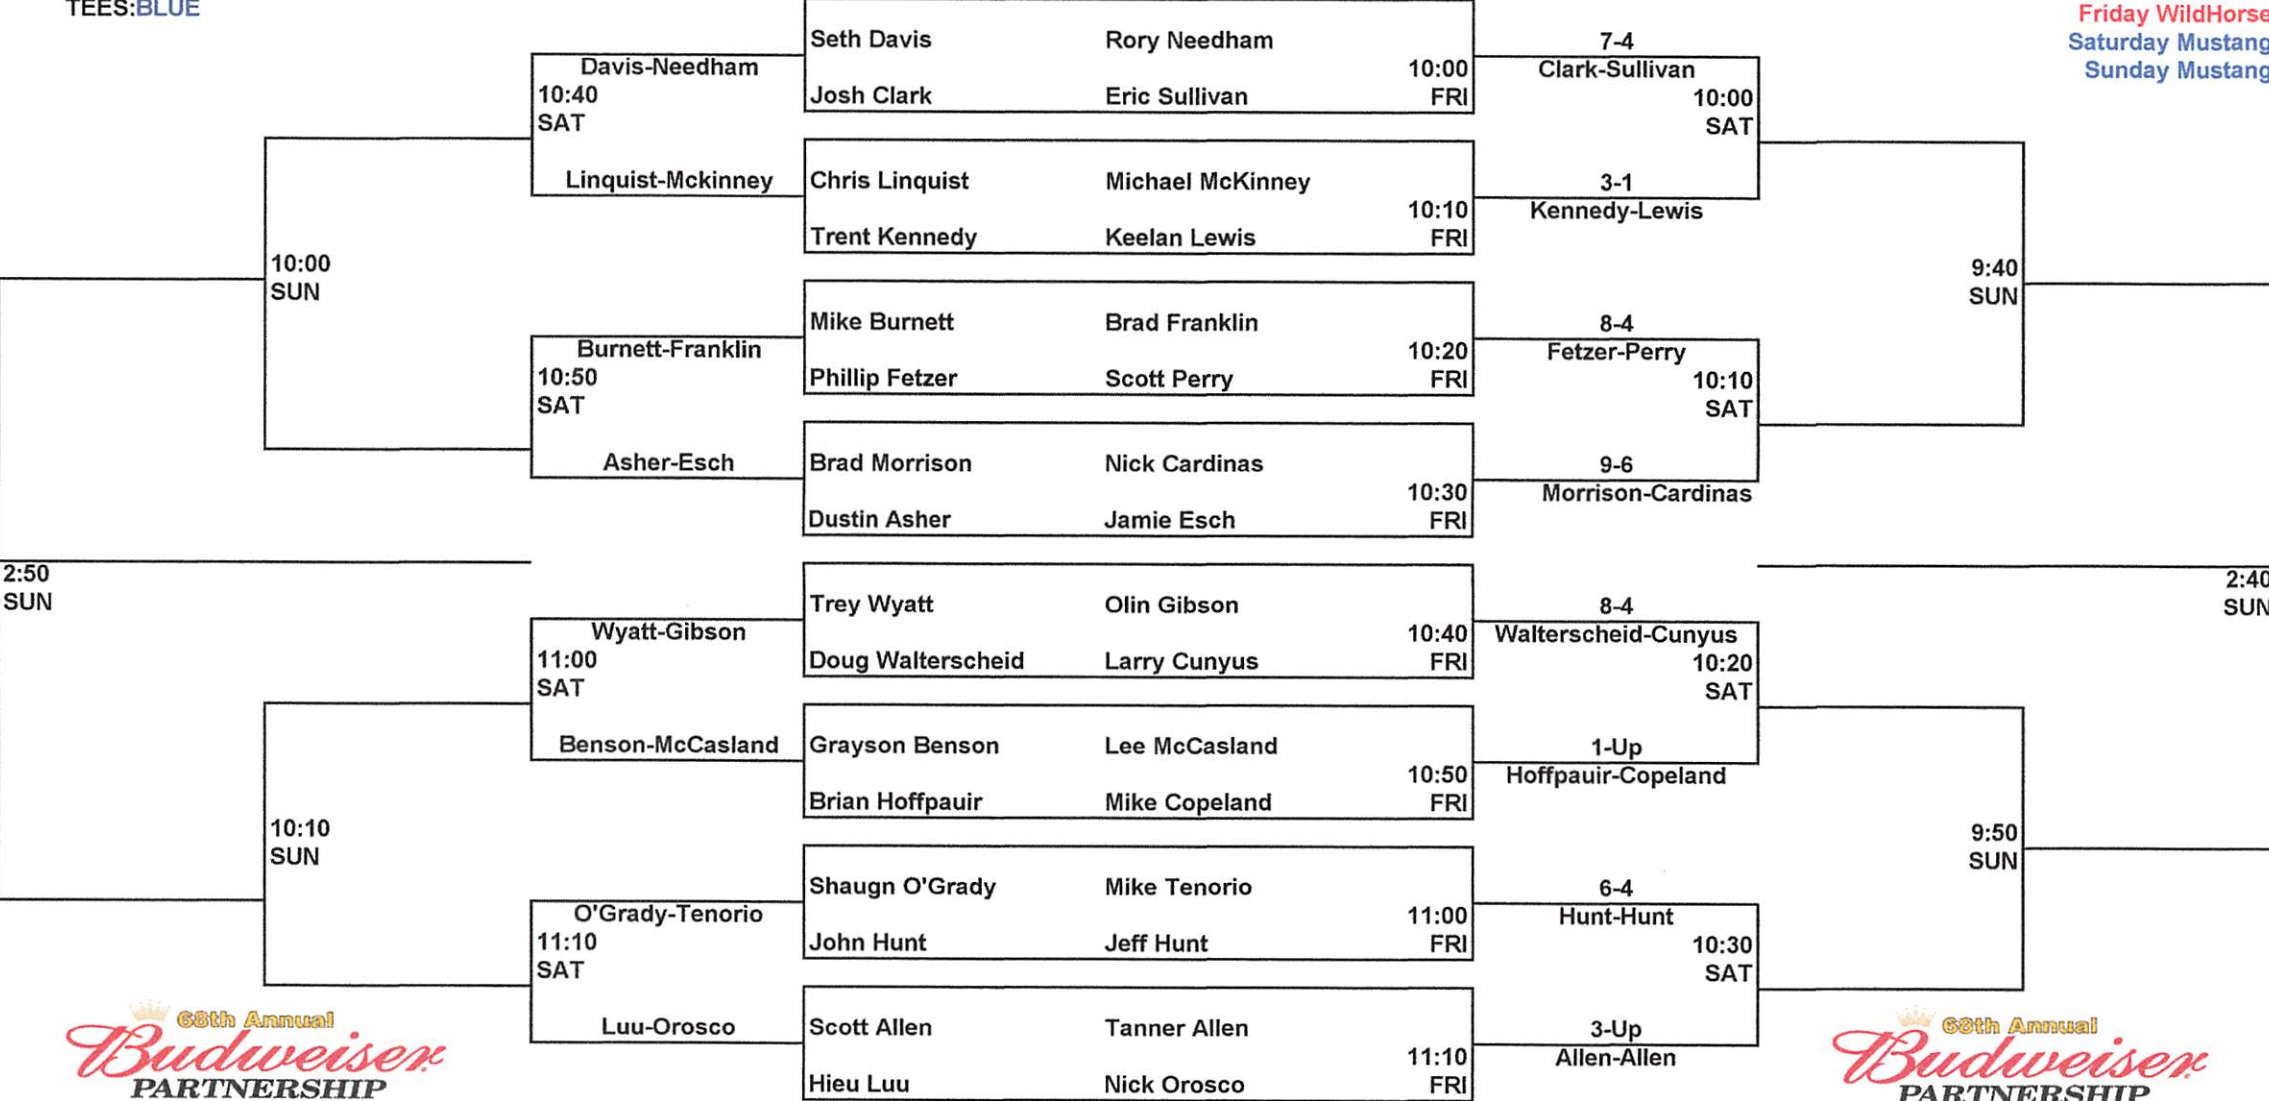 TEES:BLUE
Friday WildHorse
Saturday Mustang
Sunday Mustang
Seth Davis Rory Needham 7-4
Davis-Needham 10:00 Clark-Sullivan
10:40 Josh Clark Eric Sullivan FRI 10:00
SAT SAT
Linquist-Mckinney Chris Linquist Michael McKinney 3-1
10:10 Kennedy-Lewis
Trent Kennedy Keelan Lewis FRI
10:00 9:40
SUN SUN
Mike Burnett Brad Franklin 8-4
Burnett-Franklin 10:20 Fetzer-Perry
10:50 Phillip Fetzer Scott Perry FRI 10:10
SAT SAT
Asher-Esch Brad Morrison Nick Cardinas 9-6
10:30 Morrison-Cardinas
Dustin Asher Jamie Esch FRI
2:50 2:40
SUN SUN
Trey Wyatt Olin Gibson 8-4
Wyatt-Gibson 10:40 Walterscheid-Cunyus
11:00 Doug Walterscheid Larry Cunyus FRI 10:20
SAT SAT
Benson-McCasland Grayson Benson Lee McCasland 1-Up
10:50 Hoffpauir-Copeland
Brian Hoffpauir Mike Copeland FRI
10:10 9:50
SUN SUN
Shaugn O'Grady Mike Tenorio 6-4
O'Grady-Tenorio 11:00 Hunt-Hunt
11:10 John Hunt Jeff Hunt FRI 10:30
SAT SAT
Luu-Orosco Scott Allen Tanner Allen 3-Up
11:10 Allen-Allen
Hieu Luu Nick Orosco FRI
68th Annual
Budweiser
PARTNERSHIP
68th Annual
Budweiser
PARTNERSHIP